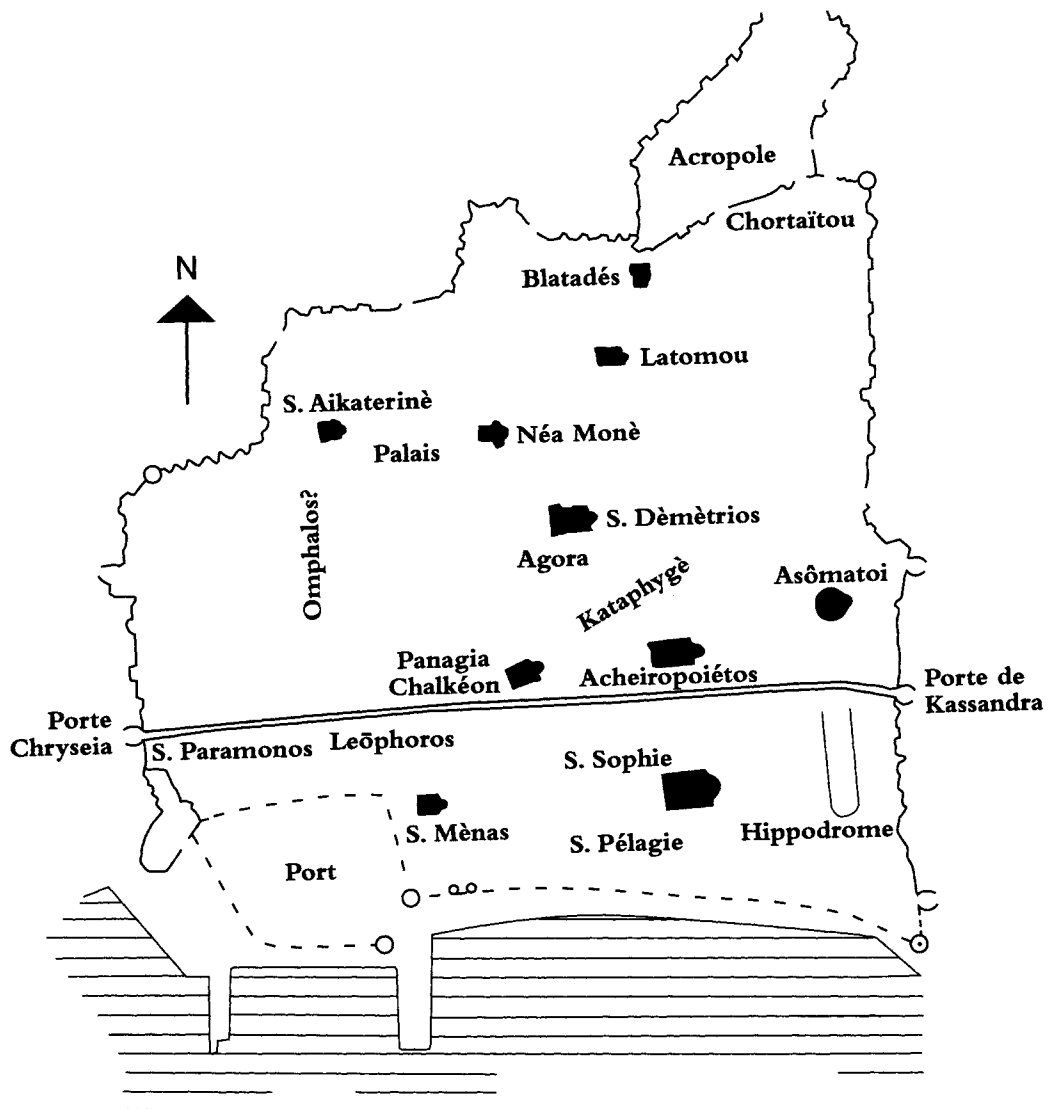 Acropole
Chortaïtou
N
Blatadés
Latomou
S. Aikaterinè
Néa Monè
Palais
Omphalos?
S. Dèmètrios
Agora
Kataphygè
Asômatoi
Panagia
Chalkéon
Acheiropoiétos
Porte de
Kassandra
Porte
Chryseia
S. Paramonos
Leōphoros
S. Sophie
S. Mènas
S. Pélagie
Hippodrome
Port